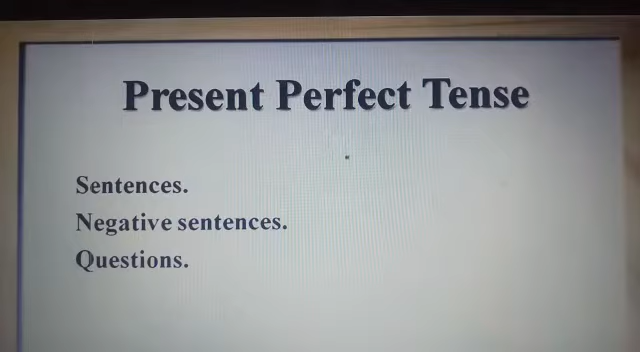 Present Perfect Tense
Sentences.
Negative sentences.
Questions.